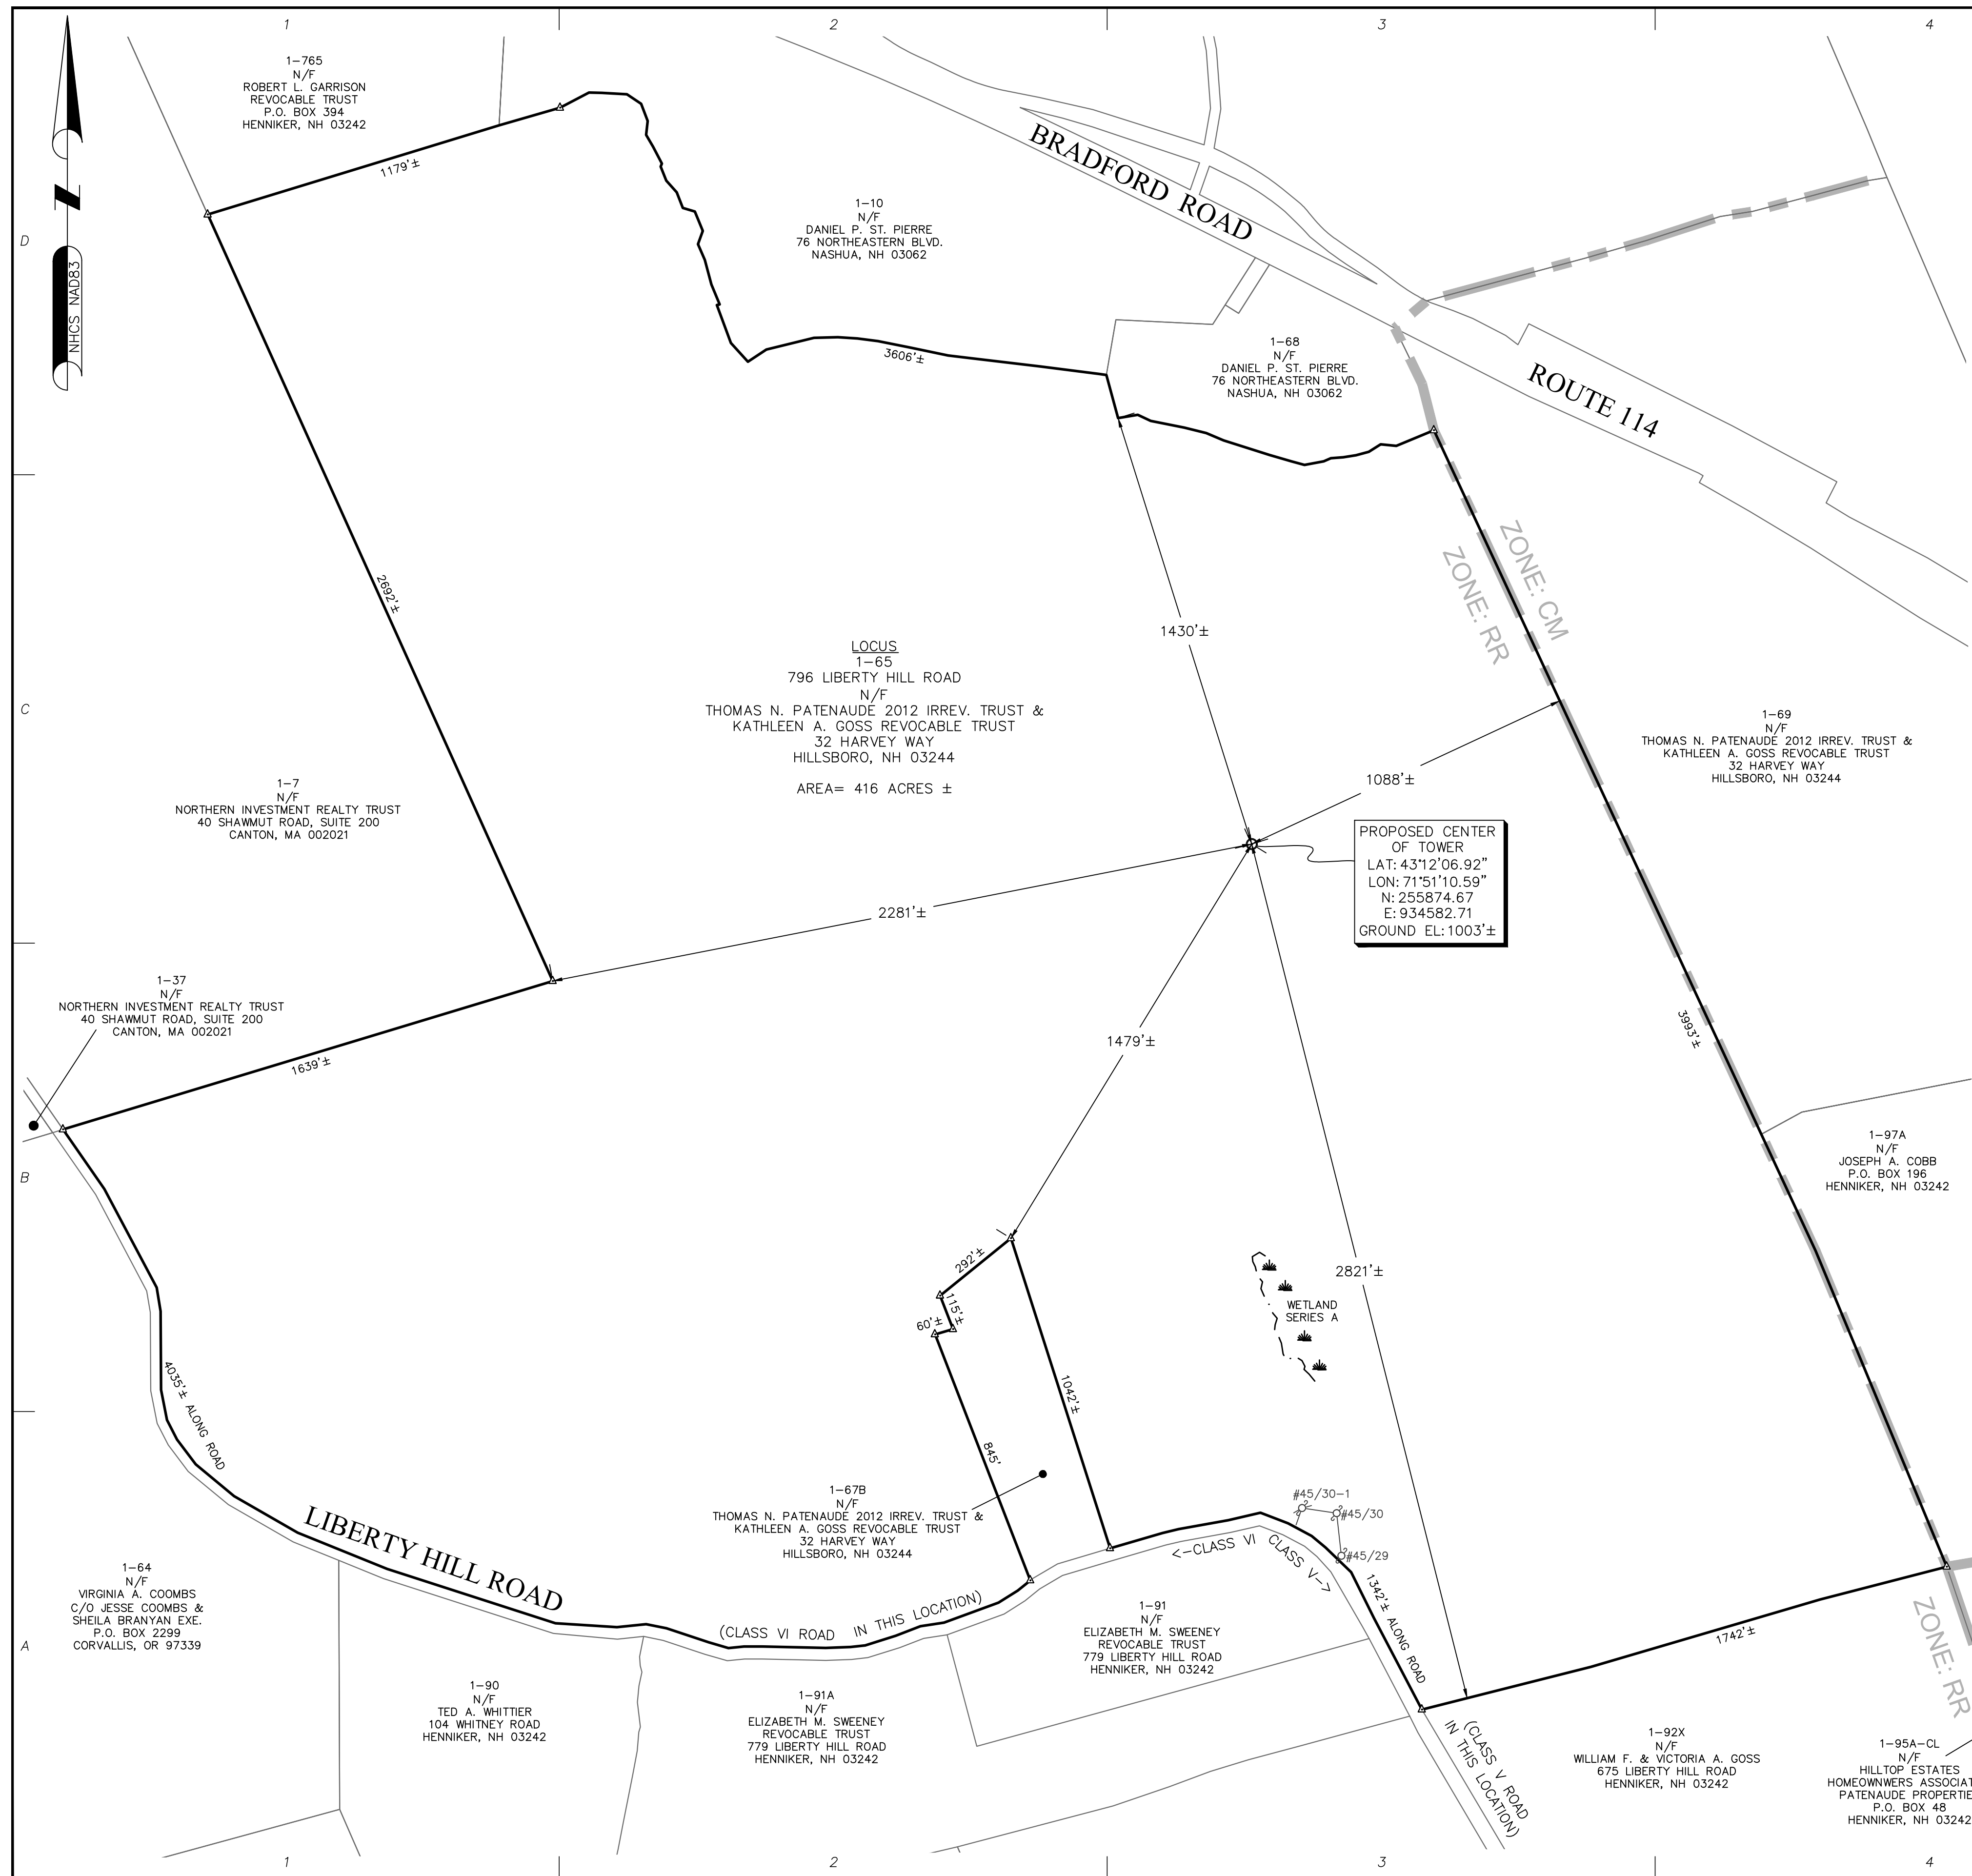 1
2
3
4
D
C
B
A
N
NHCS NAD83
1-765
N/F
ROBERT L. GARRISON
REVOCABLE TRUST
P.O. BOX 394
HENNIKER, NH 03242
1179'±
1-10
N/F
DANIEL P. ST. PIERRE
76 NORTHEASTERN BLVD.
NASHUA, NH 03062
BRADFORD ROAD
3606'±
1-68
N/F
DANIEL P. ST. PIERRE
76 NORTHEASTERN BLVD.
NASHUA, NH 03062
ROUTE 114
2692'±
ZONE: CM
ZONE: RR
1430'±
LOCUS
1-65
796 LIBERTY HILL ROAD
N/F
THOMAS N. PATENAUDE 2012 IRREV. TRUST &
KATHLEEN A. GOSS REVOCABLE TRUST
32 HARVEY WAY
HILLSBORO, NH 03244
AREA= 416 ACRES ±
1-69
N/F
THOMAS N. PATENAUDE 2012 IRREV. TRUST &
KATHLEEN A. GOSS REVOCABLE TRUST
32 HARVEY WAY
HILLSBORO, NH 03244
1088'±
1-7
N/F
NORTHERN INVESTMENT REALTY TRUST
40 SHAWMUT ROAD, SUITE 200
CANTON, MA 002021
PROPOSED CENTER
OF TOWER
LAT: 43°12'06.92"
LON: 71°51'10.59"
N: 255874.67
E: 934582.71
GROUND EL: 1003'±
2281'±
1-37
N/F
NORTHERN INVESTMENT REALTY TRUST
40 SHAWMUT ROAD, SUITE 200
CANTON, MA 002021
1639'±
1479'±
3993'±
1-97A
N/F
JOSEPH A. COBB
P.O. BOX 196
HENNIKER, NH 03242
292'±
115'±
60'±
2821'±
WETLAND
SERIES A
4035'± ALONG ROAD
1042'±
845'
1-67B
N/F
THOMAS N. PATENAUDE 2012 IRREV. TRUST &
KATHLEEN A. GOSS REVOCABLE TRUST
32 HARVEY WAY
HILLSBORO, NH 03244
#45/30-1
#45/30
#45/29
<-CLASS VI
CLASS V->
1342'± ALONG ROAD
LIBERTY HILL ROAD
(CLASS VI ROAD IN THIS LOCATION)
1-64
N/F
VIRGINIA A. COOMBS
C/O JESSE COOMBS &
SHEILA BRANYAN EXE.
P.O. BOX 2299
CORVALLIS, OR 97339
1-90
N/F
TED A. WHITTIER
104 WHITNEY ROAD
HENNIKER, NH 03242
1-91A
N/F
ELIZABETH M. SWEENEY
REVOCABLE TRUST
779 LIBERTY HILL ROAD
HENNIKER, NH 03242
1-91
N/F
ELIZABETH M. SWEENEY
REVOCABLE TRUST
779 LIBERTY HILL ROAD
HENNIKER, NH 03242
1742'±
ZONE: RR
(CLASS V ROAD
IN THIS LOCATION)
1-92X
N/F
WILLIAM F. & VICTORIA A. GOSS
675 LIBERTY HILL ROAD
HENNIKER, NH 03242
1-95A-CL
N/F
HILLTOP ESTATES
HOMEOWNWERS ASSOCIAT
PATENAUDE PROPERTIE
P.O. BOX 48
HENNIKER, NH 03242
1
2
3
4